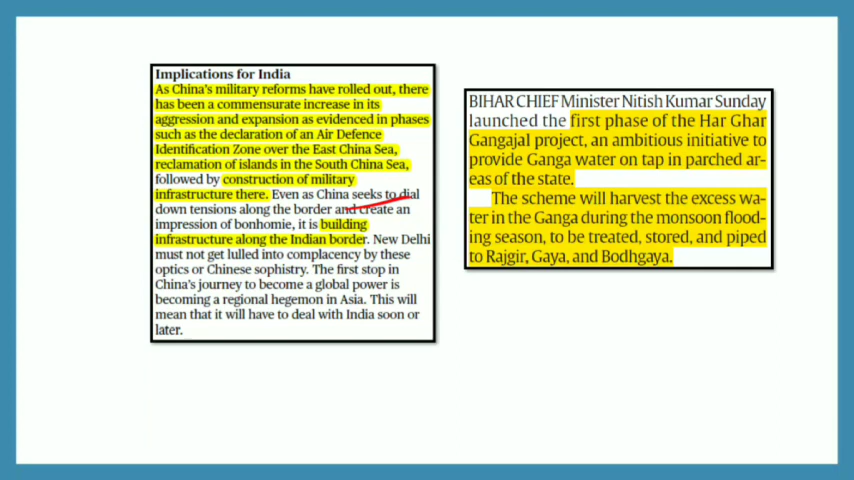 Implications for India
As China's military reforms have rolled out, there
has been a commensurate increase in its
aggression and expansion as evidenced in phases
such as the declaration of an Air Defence
Identification Zone over the East China Sea,
reclamation of islands in the South China Sea,
followed by construction of military
infrastructure there. Even as China seeks to dial
down tensions along the border and create an
impression of bonhomie, it is building
infrastructure along the Indian border. New Delhi
must not get lulled into complacency by these
optics or Chinese sophistry. The first stop in
China's journey to become a global power is
becoming a regional hegemon in Asia. This will
mean that it will have to deal with India soon or
later.
BIHAR CHIEF Minister Nitish Kumar Sunday
launched the first phase of the Har Ghar
Gangajal project, an ambitious initiative to
provide Ganga water on tap in parched ar-
eas of the state.
The scheme will harvest the excess wa-
ter in the Ganga during the monsoon flood-
ing season, to be treated, stored, and piped
to Rajgir, Gaya, and Bodhgaya.